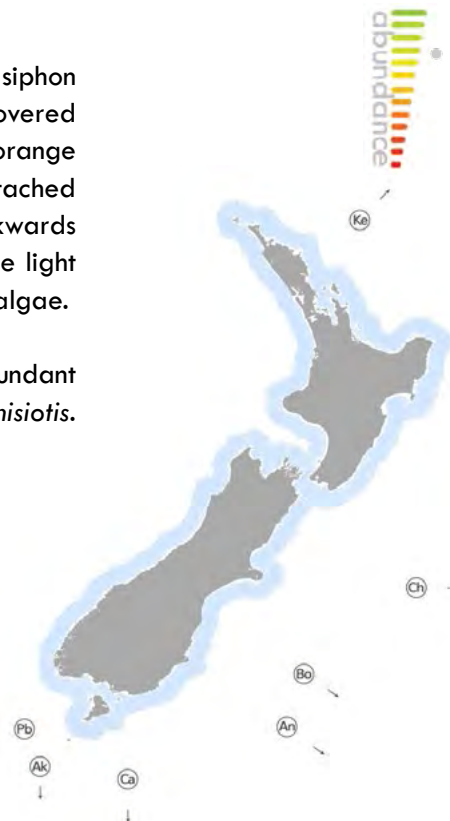 siphon
overed
orange
rached
kwards
e light
algae.
undant
nisiotis.
abundance
Ke
Ch
Bo
An
Pb
Ak
Ca